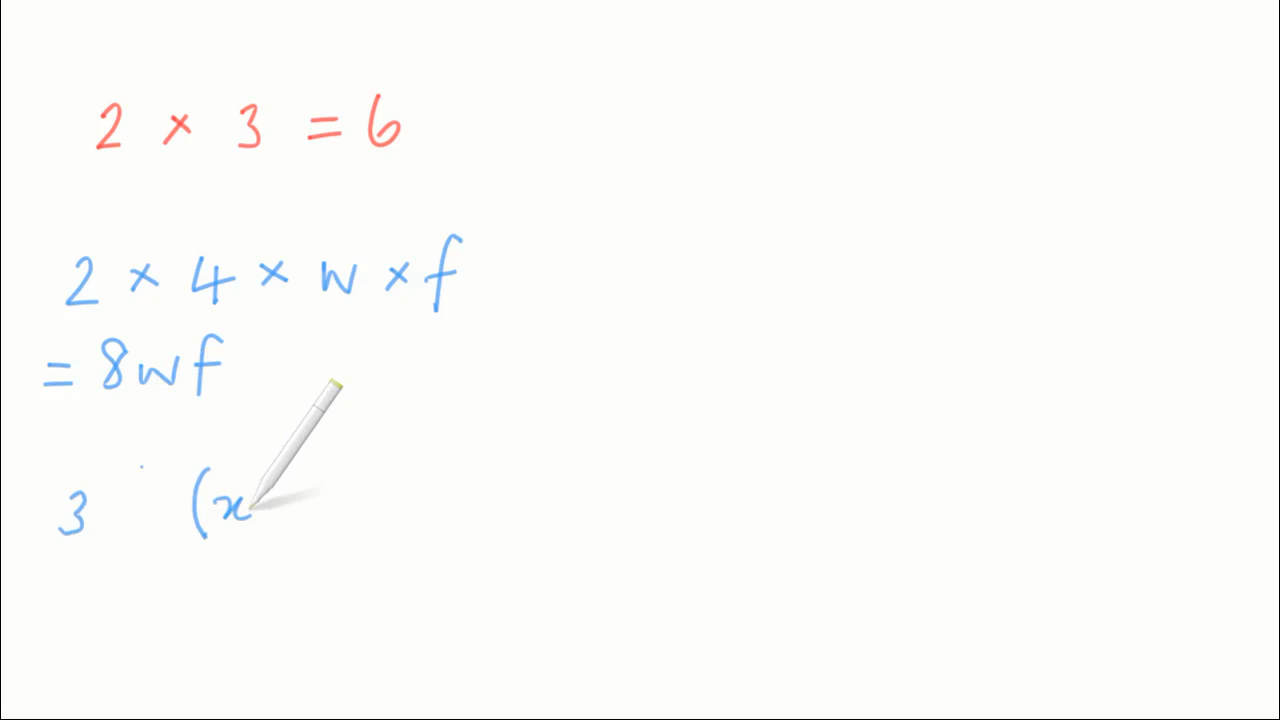 2 × 3 = 6
2 × 4 × w × f
= 8wf
3 (x